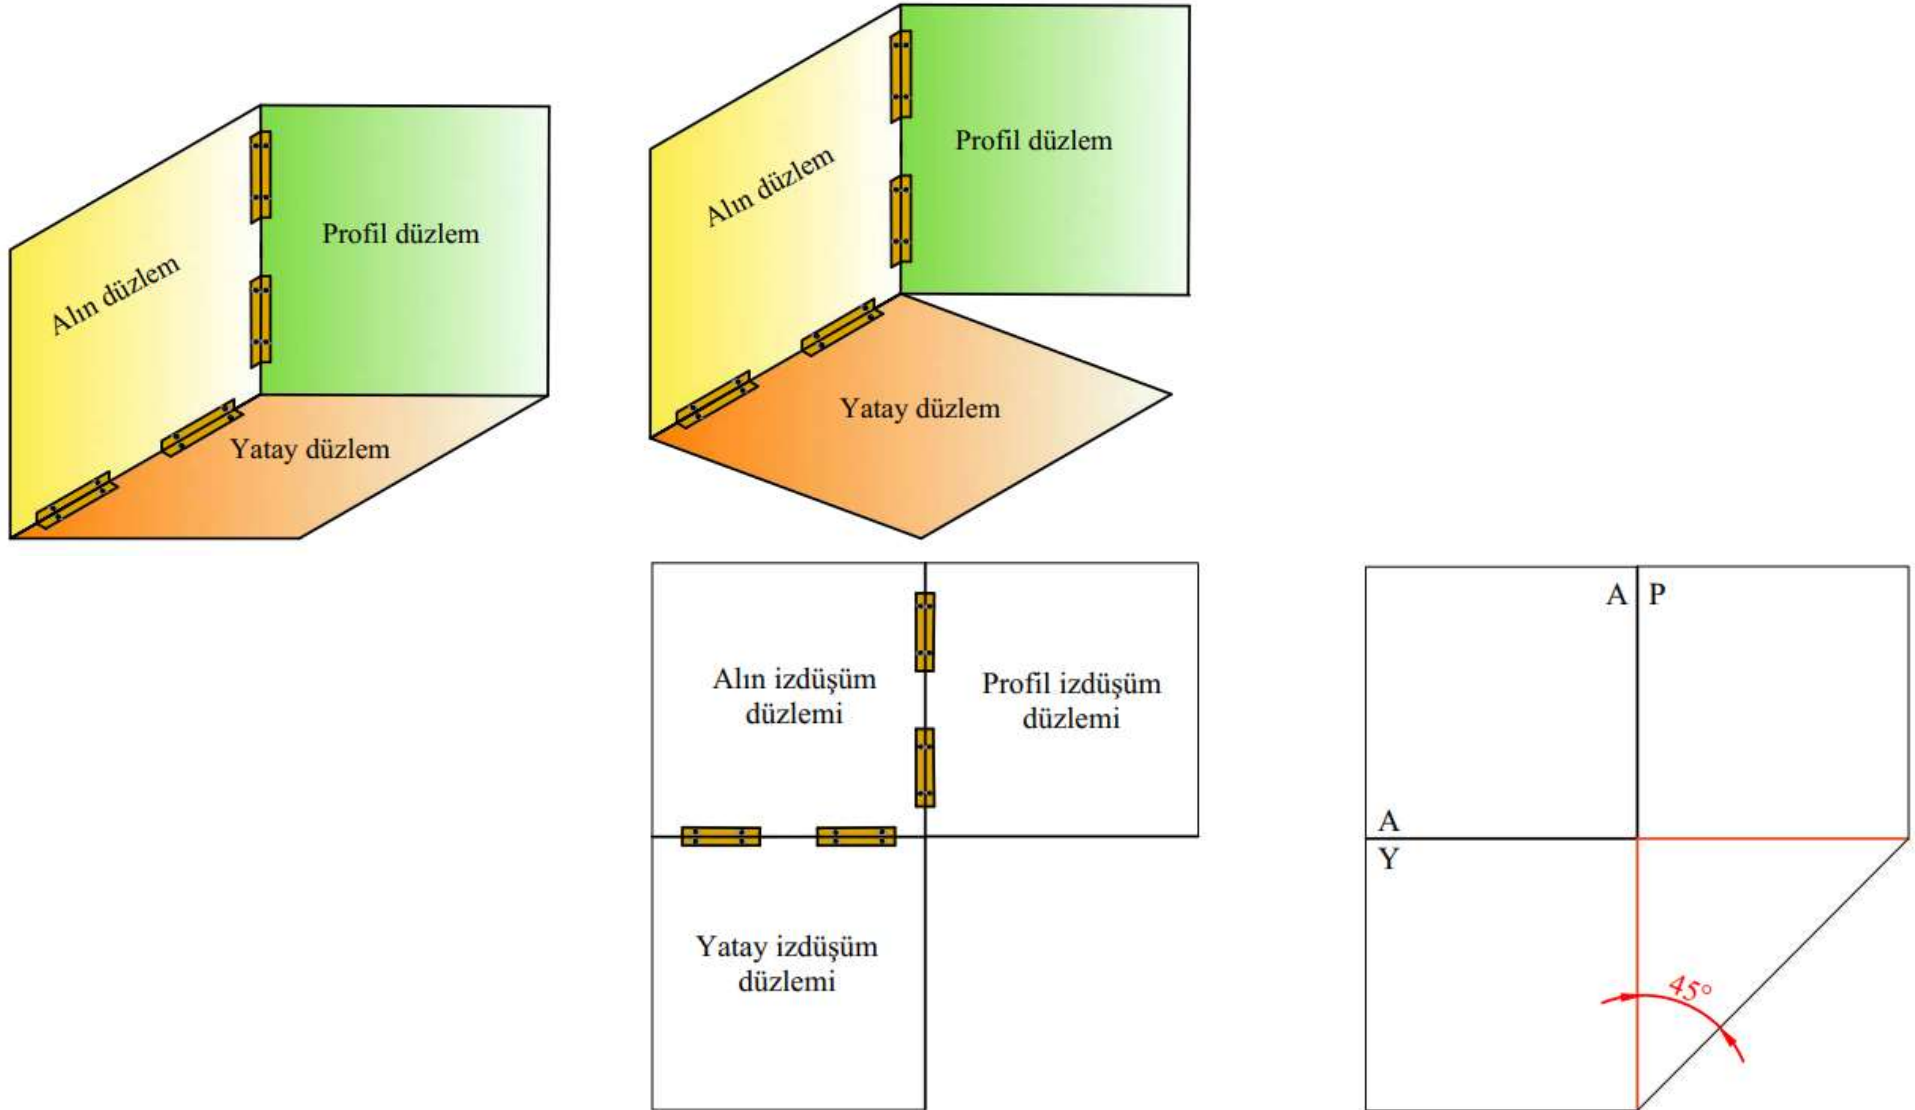 Alın düzlem
Profil düzlem
Yatay düzlem
Alın düzlem
Profil düzlem
Yatay düzlem
Alın izdüşüm
düzlemi
Profil izdüşüm
düzlemi
Yatay izdüşüm
düzlemi
A P
A
Y
45°